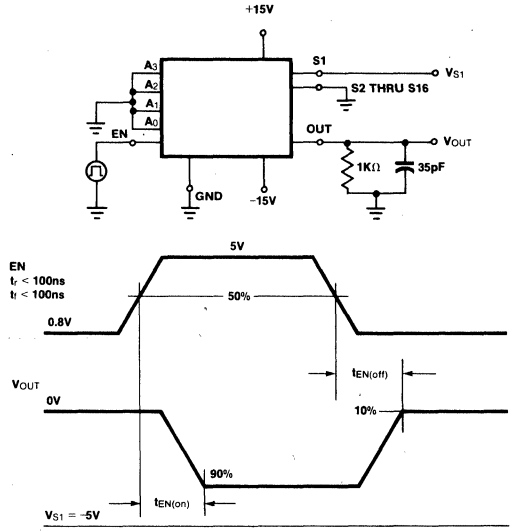 +15V
A3
A2
A1
A0
EN
S1
VS1
S2 THRU S16
OUT
VOUT
1KΩ
35pF
GND
−15V
EN
tr < 100ns
tf < 100ns
5V
50%
0.8V
tEN(off)
VOUT
0V
10%
90%
tEN(on)
VS1 = −5V